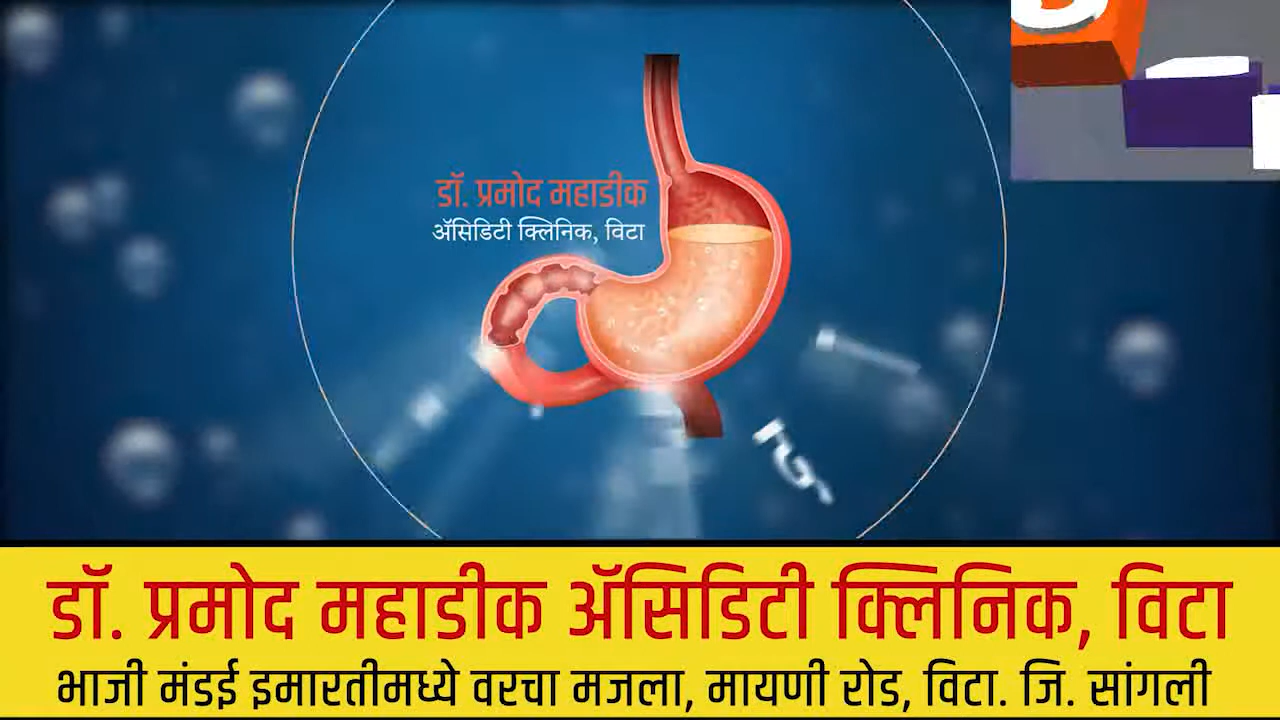 डॉ. प्रमोद महाडीक
ॲसिडिटी क्लिनिक, विटा
डॉ. प्रमोद महाडीक ॲसिडिटी क्लिनिक, विटा
भाजी मंडई इमारतीमध्ये वरचा मजला, मायणी रोड, विटा. जि. सांगली